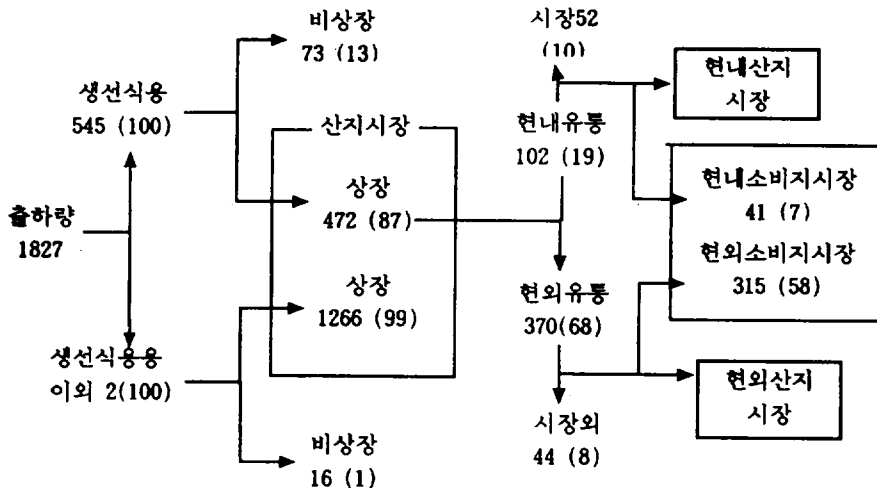 비상장
73 (13)
시장52
(10)
현내산지
시장
생선식용
545 (100)
산지시장
현내유통
102 (19)
상장
472 (87)
현내소비지시장
41 (7)
출하량
1827
현외소비지시장
315 (58)
상장
1266 (99)
현외유통
370(68)
생선식용용
이외 2(100)
현외산지
시장
시장외
44 (8)
비상장
16 (1)